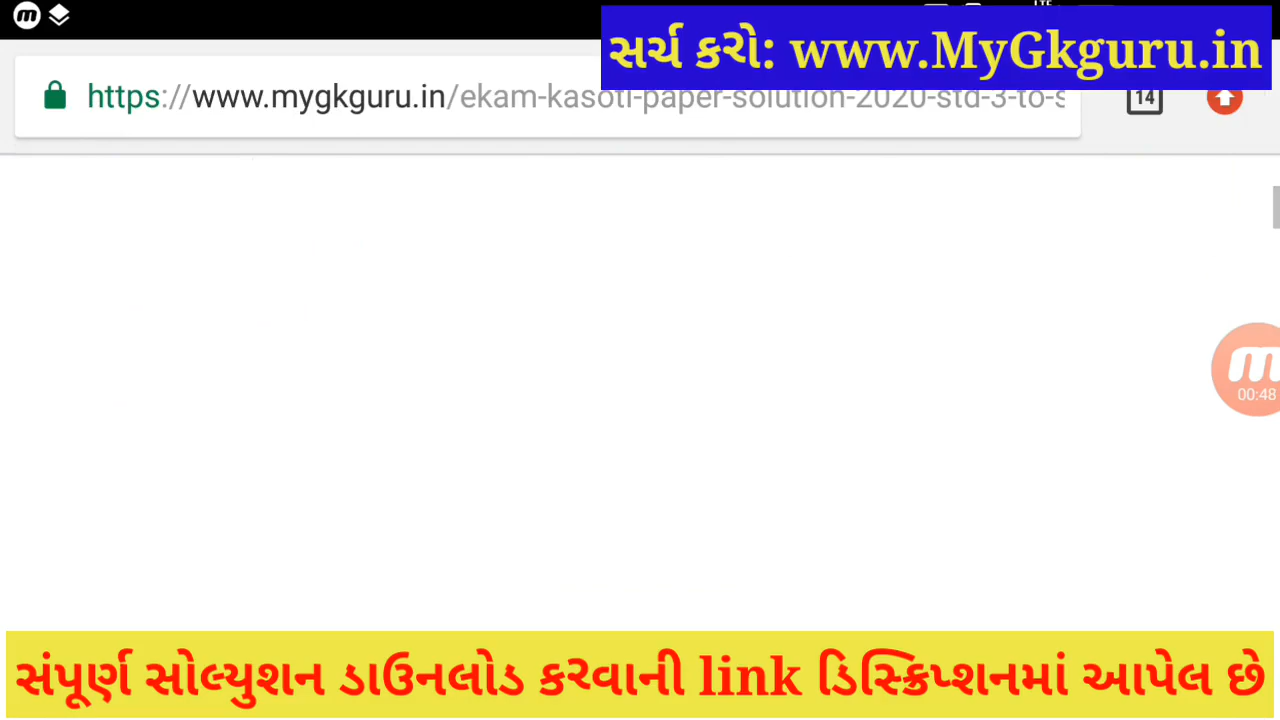 સર્ચ કરો: www.MyGkguru.in
https://www.mygkguru.in/ekam-kasoti-paper-solution-2020-std-3-to-s
14
00:48
સંપૂર્ણ સોલ્યુશન ડાઉનલોડ કરવાની link ડિસ્ક્રિપ્શનમાં આપેલ છે